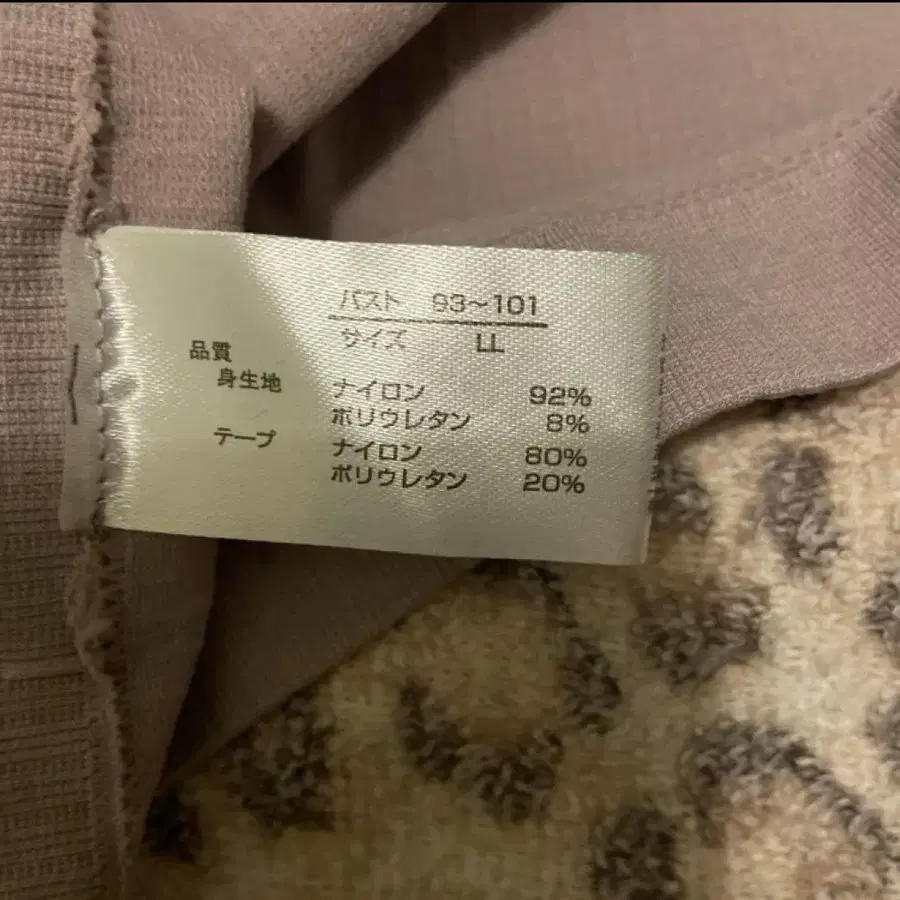 バスト 93〜101
サイズ LL
品質
身生地 ナイロン 92%
ポリウレタン 8%
テープ ナイロン 80%
ポリウレタン 20%